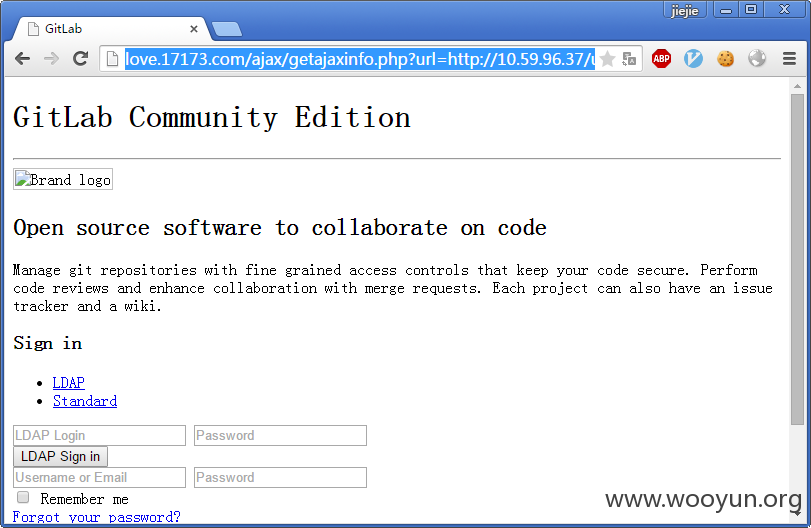 jiejie
GitLab
love.17173.com/ajax/getajaxinfo.php?url=http://10.59.96.37/u
ABP
GitLab Community Edition
Brand logo
Open source software to collaborate on code
Manage git repositories with fine grained access controls that keep your code secure. Perform
code reviews and enhance collaboration with merge requests. Each project can also have an issue
tracker and a wiki.
Sign in
LDAP
Standard
LDAP Login Password
LDAP Sign in
Username or Email Password
Remember me
Forgot your password?
www.wooyun.org